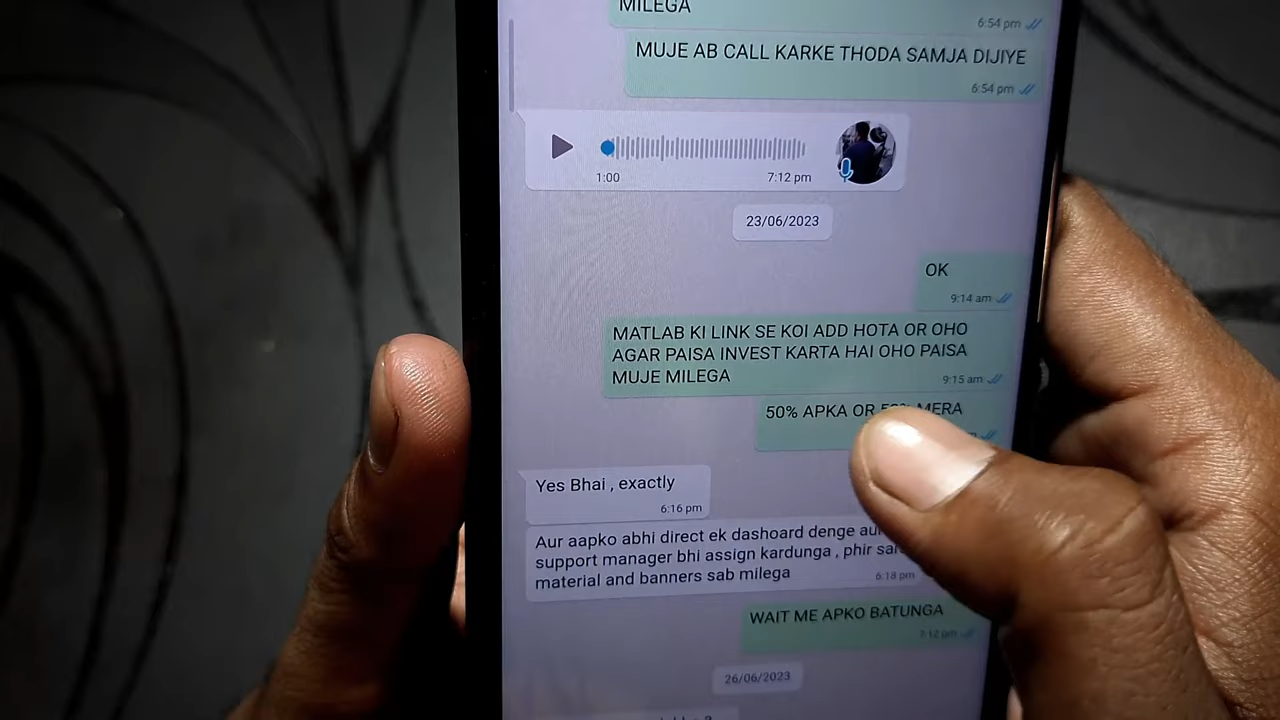 MILEGA
6:54 pm
MUJE AB CALL KARKE THODA SAMJA DIJIYE
6:54 pm
1:00
7:12 pm
23/06/2023
OK
9:14 am
MATLAB KI LINK SE KOI ADD HOTA OR OHO
AGAR PAISA INVEST KARTA HAI OHO PAISA
MUJE MILEGA
9:15 am
50% APKA OR MERA
Yes Bhai , exactly
6:16 pm
Aur aapko abhi direct ek dashoard denge
support manager bhi assign kardunga , phir
material and banners sab milega
6:18 pm
WAIT ME APKO BATUNGA
7:12 pm
26/06/2023